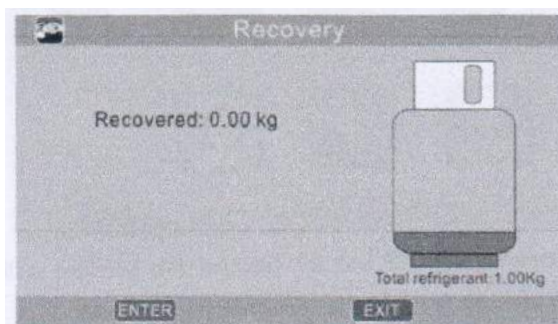 Recovery
Recovered: 0.00 kg
Total refrigerant:1.00Kg
ENTER
EXIT